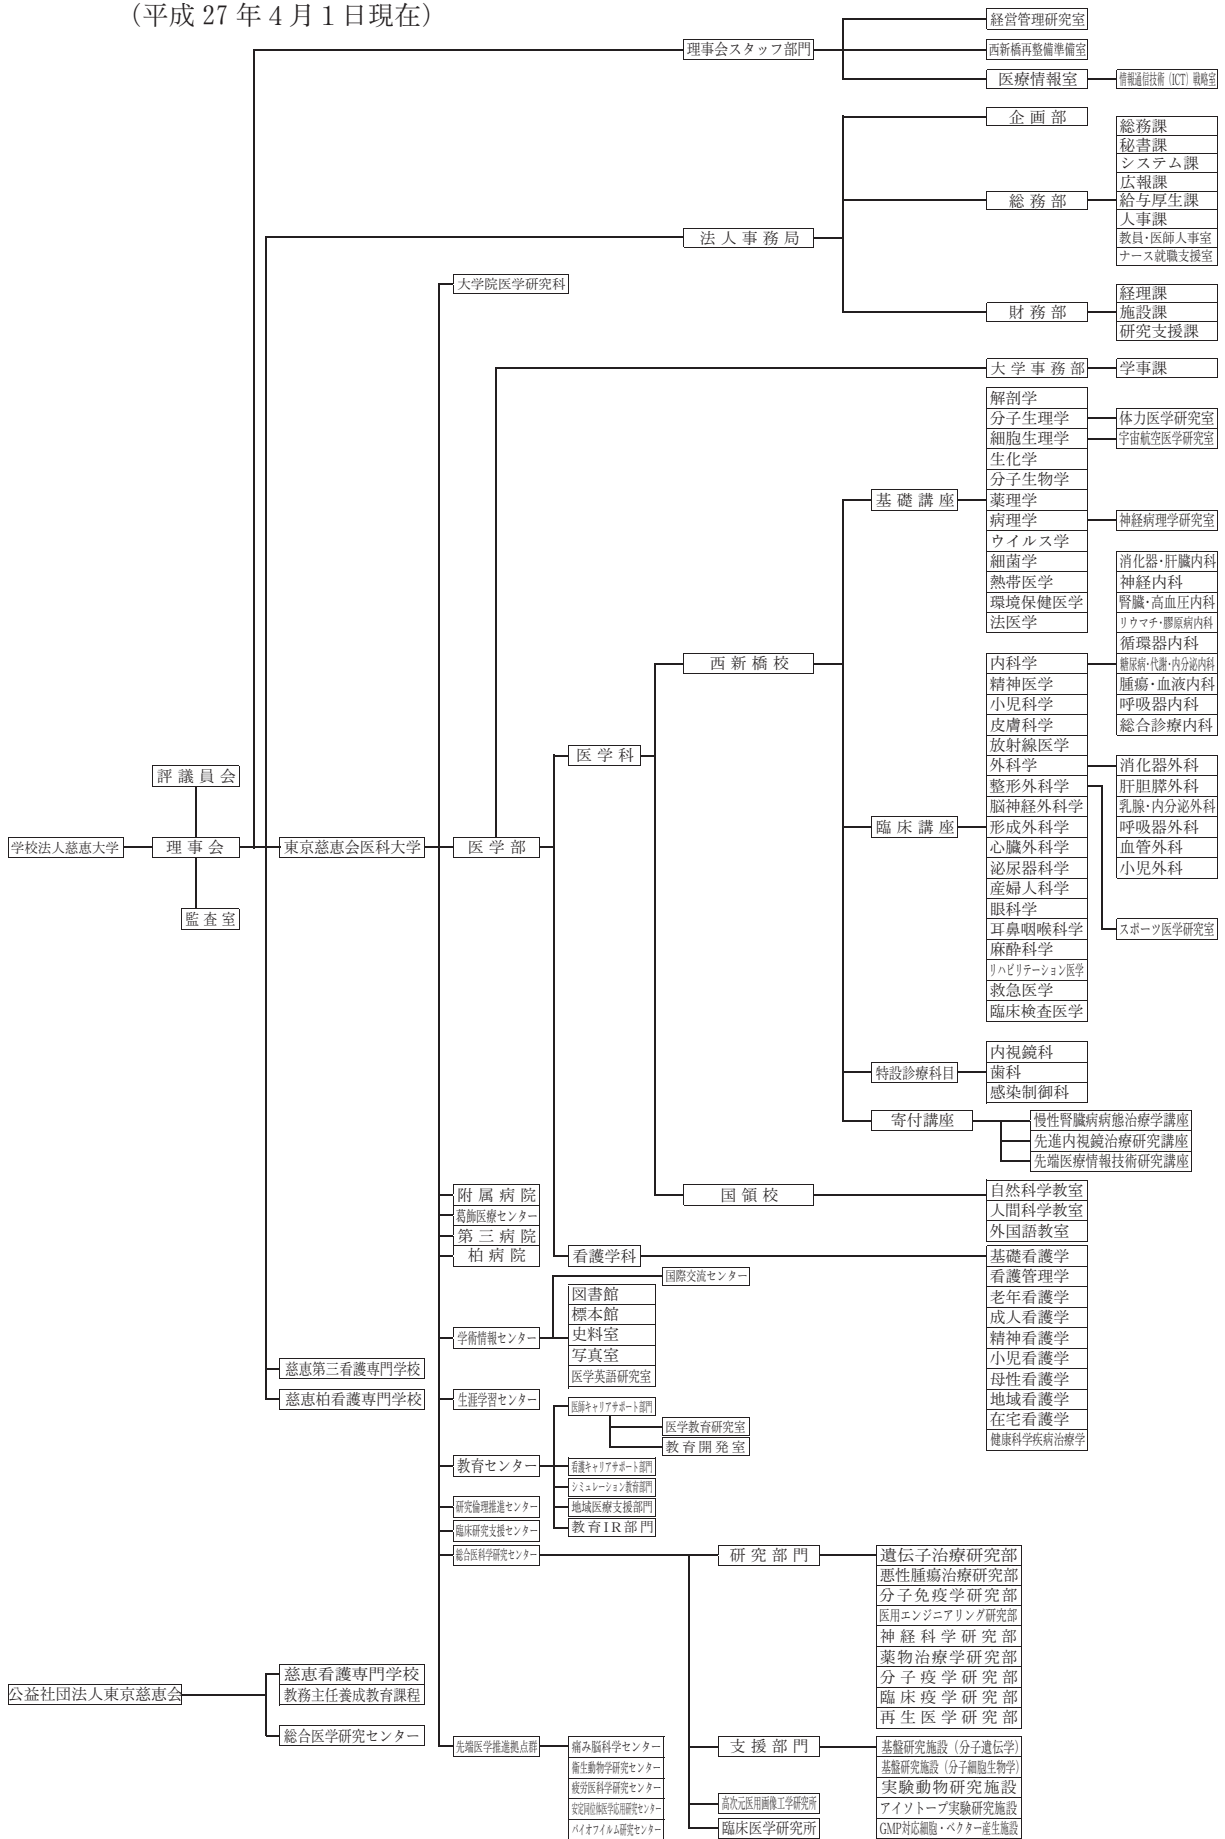 （平成 27 年 4 月 1 日現在）
経営管理研究室
理事会スタッフ部門
西新橋再整備準備室
医療情報室
情報通信技術（ICT）戦略室
企画部
総務課
秘書課
システム課
広報課
総務部
給与厚生課
人事課
教員・医師人事室
ナース就職支援室
法人事務局
大学院医学研究科
経理課
財務部
施設課
研究支援課
大学事務部
学事課
解剖学
分子生理学
体力医学研究室
細胞生理学
宇宙航空医学研究室
生化学
分子生物学
基礎講座
薬理学
病理学
神経病理学研究室
ウイルス学
細菌学
熱帯医学
環境保健医学
法医学
消化器・肝臓内科
神経内科
腎臓・高血圧内科
リウマチ・膠原病内科
循環器内科
糖尿病・代謝・内分泌内科
腫瘍・血液内科
呼吸器内科
総合診療内科
西新橋校
内科学
精神医学
小児科学
皮膚科学
放射線医学
外科学
整形外科学
脳神経外科学
臨床講座
形成外科学
心臓外科学
泌尿器科学
産婦人科学
眼科学
耳鼻咽喉科学
麻酔科学
リハビリテーション医学
救急医学
臨床検査医学
消化器外科
肝胆膵外科
乳腺・内分泌外科
呼吸器外科
血管外科
小児外科
スポーツ医学研究室
医学科
評議員会
学校法人慈恵大学
理事会
東京慈恵会医科大学
医学部
監査室
内視鏡科
特設診療科目
歯科
感染制御科
寄付講座
慢性腎臓病病態治療学講座
先進内視鏡治療研究講座
先端医療情報技術研究講座
附属病院
葛飾医療センター
第三病院
柏病院
国領校
自然科学教室
人間科学教室
外国語教室
看護学科
基礎看護学
看護管理学
老年看護学
成人看護学
精神看護学
小児看護学
母性看護学
地域看護学
在宅看護学
健康科学疾病治療学
国際交流センター
図書館
標本館
学術情報センター
史料室
写真室
医学英語研究室
慈恵第三看護専門学校
慈恵柏看護専門学校
生涯学習センター
医師キャリアサポート部門
医学教育研究室
教育開発室
教育センター
看護キャリアサポート部門
シミュレーション教育部門
地域医療支援部門
教育IR部門
研究倫理推進センター
臨床研究支援センター
総合医科学研究センター
研究部門
遺伝子治療研究部
悪性腫瘍治療研究部
分子免疫学研究部
医用エンジニアリング研究部
神経科学研究部
薬物治療学研究部
分子疫学研究部
臨床疫学研究部
再生医学研究部
公益社団法人東京慈恵会
慈恵看護専門学校
教務主任養成教育課程
総合医学研究センター
先端医学推進拠点群
痛み脳科学センター
衛生動物学研究センター
疲労医科学研究センター
安定同位体医学応用研究センター
バイオフイルム研究センター
支援部門
基盤研究施設（分子遺伝学）
基盤研究施設（分子細胞生物学）
実験動物研究施設
アイソトープ実験研究施設
GMP対応細胞・ベクター産生施設
高次元医用画像工学研究所
臨床医学研究所